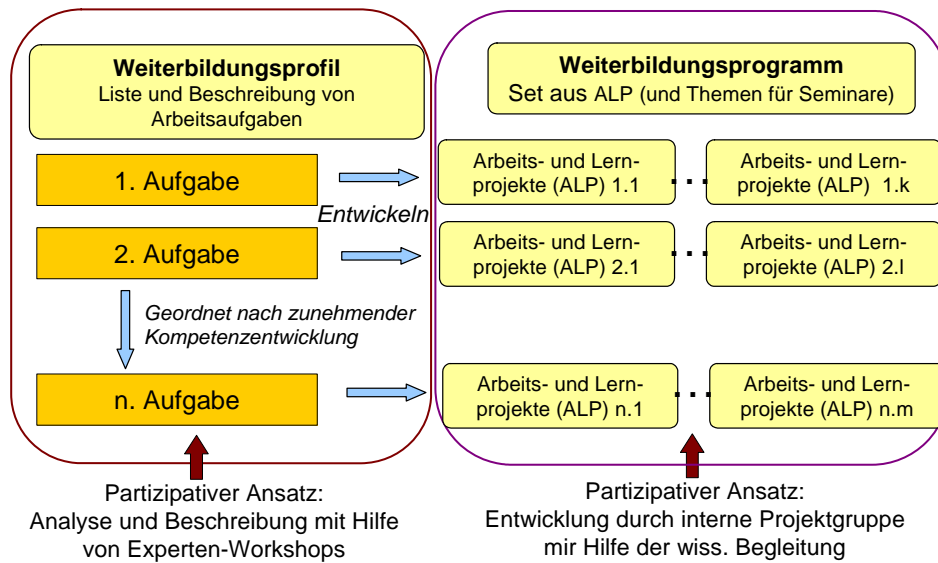 Weiterbildungsprofil
Liste und Beschreibung von
Arbeitsaufgaben
1. Aufgabe
2. Aufgabe
Geordnet nach zunehmender
Kompetenzentwicklung
n. Aufgabe
Entwickeln
Weiterbildungsprogramm
Set aus ALP (und Themen für Seminare)
Arbeits- und Lern-
projekte (ALP) 1.1
...
Arbeits- und Lern-
projekte (ALP) 1.k
Arbeits- und Lern-
projekte (ALP) 2.1
...
Arbeits- und Lern-
projekte (ALP) 2.l
Arbeits- und Lern-
projekte (ALP) n.1
...
Arbeits- und Lern-
projekte (ALP) n.m
Partizipativer Ansatz:
Analyse und Beschreibung mit Hilfe
von Experten-Workshops
Partizipativer Ansatz:
Entwicklung durch interne Projektgruppe
mir Hilfe der wiss. Begleitung